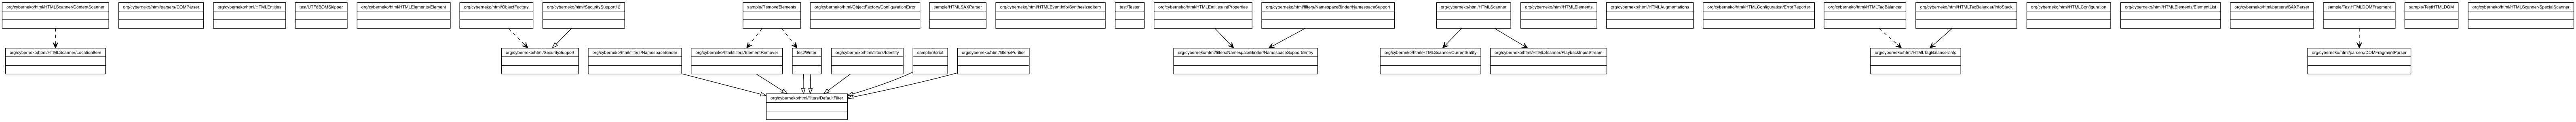 org/cyberneko/html/HTMLScanner/ContentScanner
org/cyberneko/html/parsers/DOMParser
org/cyberneko/html/HTMLEntities
test/UTF8BOMSkipper
org/cyberneko/html/HTMLElements/Element
org/cyberneko/html/ObjectFactory
org/cyberneko/html/SecuritySupport12
sample/RemoveElements
org/cyberneko/html/ObjectFactory/ConfigurationError
sample/HTMLSAXParser
org/cyberneko/html/HTMLEventInfo/SynthesizedItem
test/Tester
org/cyberneko/html/HTMLEntities/IntProperties
org/cyberneko/html/filters/NamespaceBinder/NamespaceSupport
org/cyberneko/html/HTMLScanner
org/cyberneko/html/HTMLElements
org/cyberneko/html/HTMLAugmentations
org/cyberneko/html/HTMLConfiguration/ErrorReporter
org/cyberneko/html/HTMLTagBalancer
org/cyberneko/html/HTMLTagBalancer/InfoStack
org/cyberneko/html/HTMLConfiguration
org/cyberneko/html/HTMLElements/ElementList
org/cyberneko/html/parsers/SAXParser
sample/TestHTMLDOMFragment
sample/TestHTMLDOM
org/cyberneko/html/HTMLScanner/SpecialScanner
org/cyberneko/html/HTMLScanner/LocationItem
org/cyberneko/html/SecuritySupport
org/cyberneko/html/filters/NamespaceBinder
org/cyberneko/html/filters/ElementRemover
test/Writer
org/cyberneko/html/filters/Identity
sample/Script
org/cyberneko/html/filters/Purifier
org/cyberneko/html/filters/NamespaceBinder/NamespaceSupport/Entry
org/cyberneko/html/HTMLScanner/CurrentEntity
org/cyberneko/html/HTMLScanner/PlaybackInputStream
org/cyberneko/html/HTMLTagBalancer/Info
org/cyberneko/html/parsers/DOMFragmentParser
org/cyberneko/html/filters/DefaultFilter